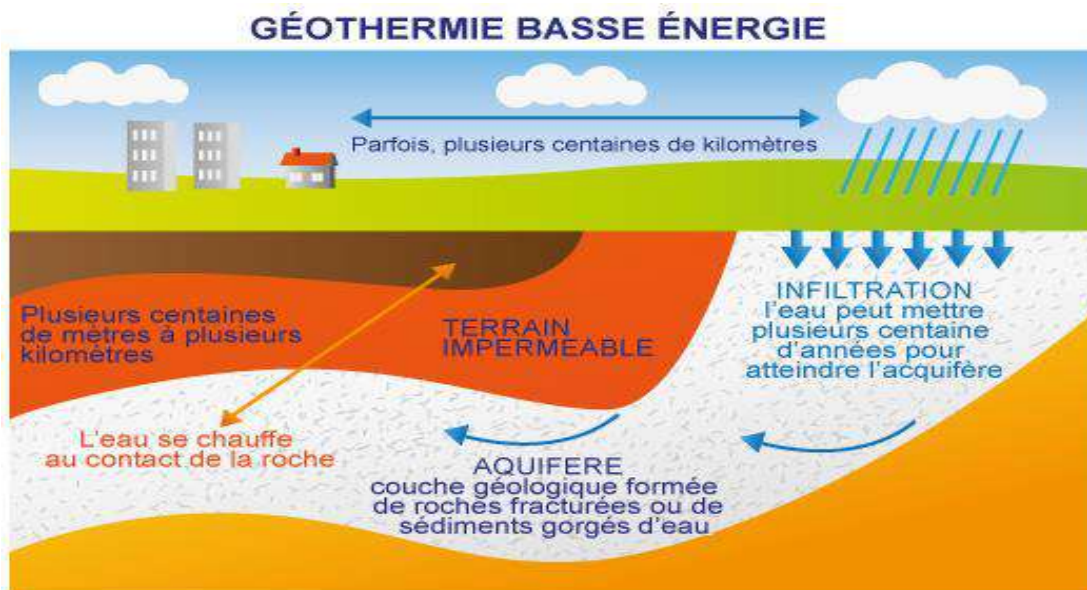 GÉOTHERMIE BASSE ÉNERGIE
Parfois, plusieurs centaines de kilomètres
Plusieurs centaines
de mètres à plusieurs
kilomètres
TERRAIN
IMPERMEABLE
INFILTRATION
l'eau peut mettre
plusieurs centaine
d'années pour
atteindre l'acquifère
L'eau se chauffe
au contact de la roche
AQUIFERE
couche géologique formée
de roches fracturées ou de
sédiments gorgés d'eau